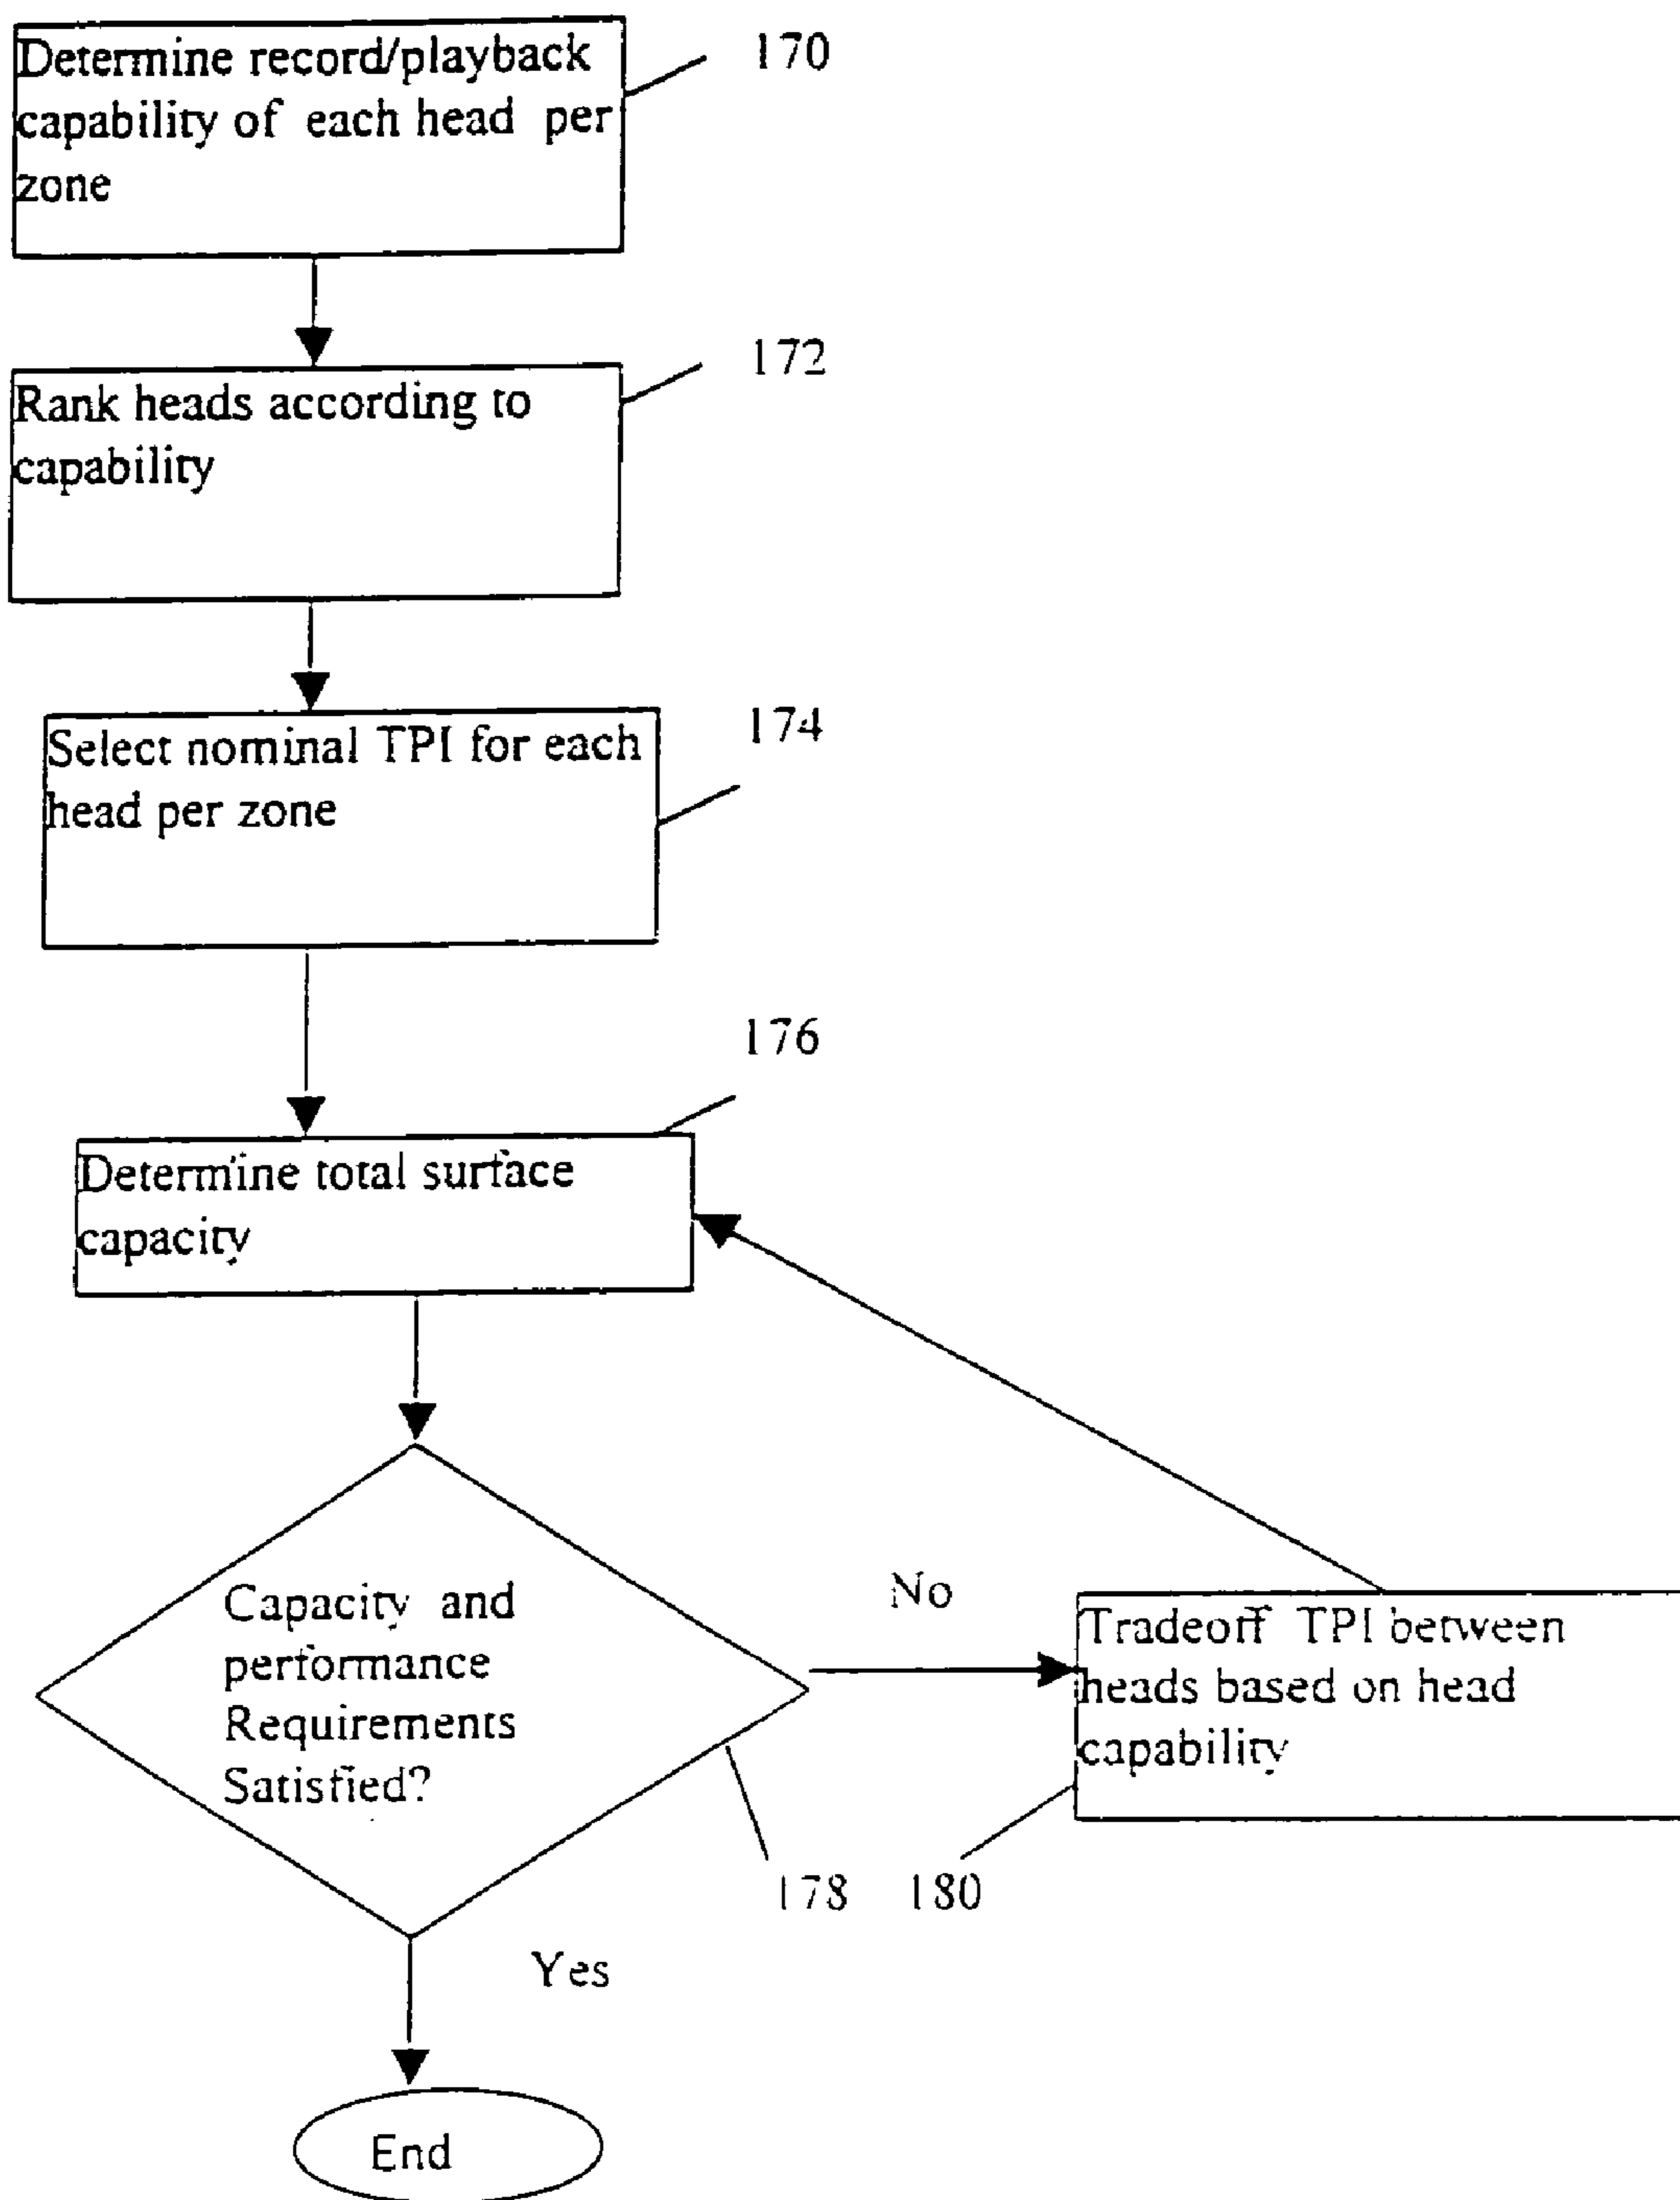 Determine record/playback
capability of each head per
zone
170
Rank heads according to
capability
172
Select nominal TPI for each
head per zone
174
176
Determine total surface
capacity
Capacity and
performance
Requirements
Satisfied?
No
Tradeoff TPI between
heads based on head
capability
178
180
Yes
End